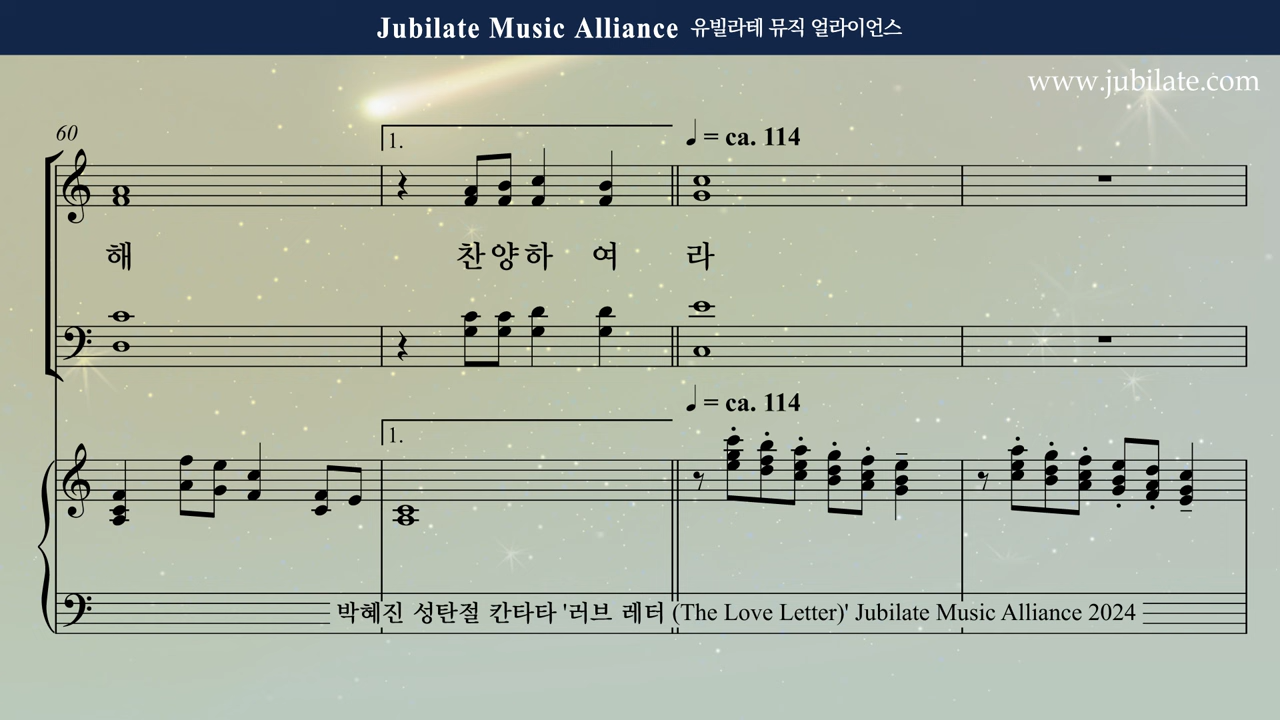 Jubilate Music Alliance 유빌라테 뮤직 얼라이언스
www.jubilate.com
60
1.
♩ = ca. 114
해 찬 양 하 여 라
♩ = ca. 114
1.
박혜진 성탄절 칸타타 '러브 레터 (The Love Letter)' Jubilate Music Alliance 2024